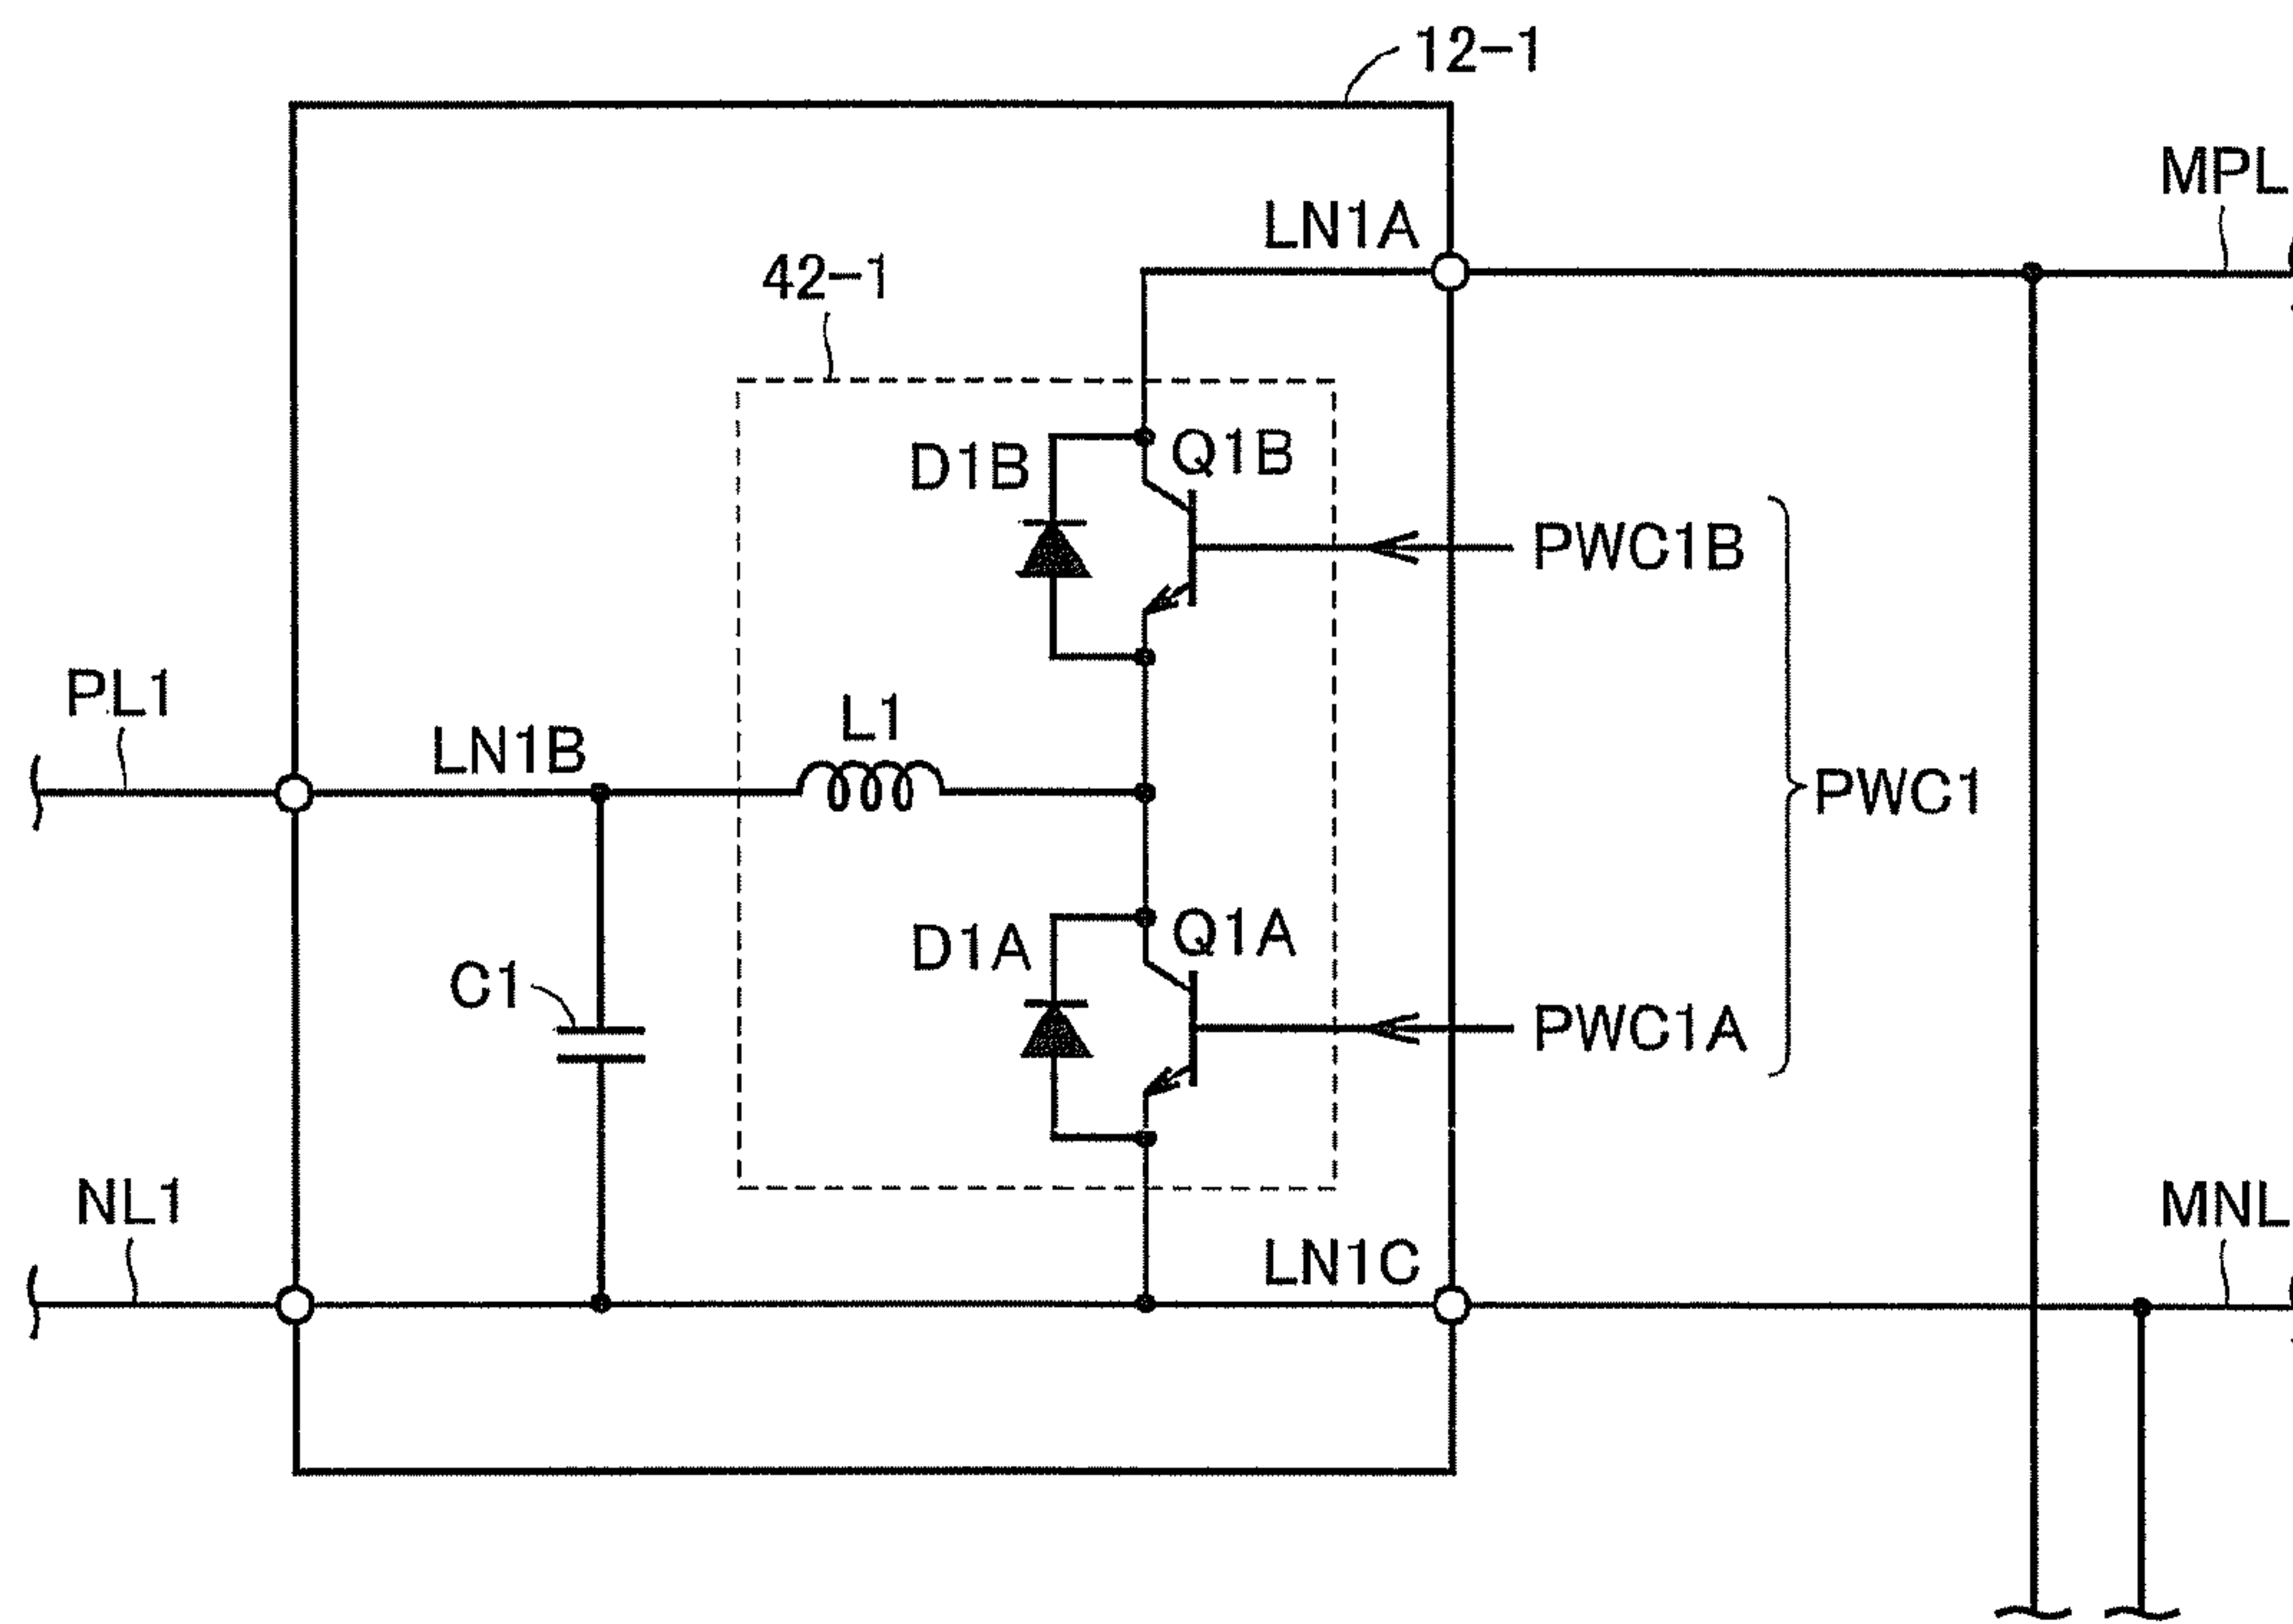 12-1
MPL
LN1A
42-1
D1B
Q1B
PWC1B
PL1
LN1B
L1
PWC1
D1A
Q1A
C1
PWC1A
NL1
LN1C
MNL